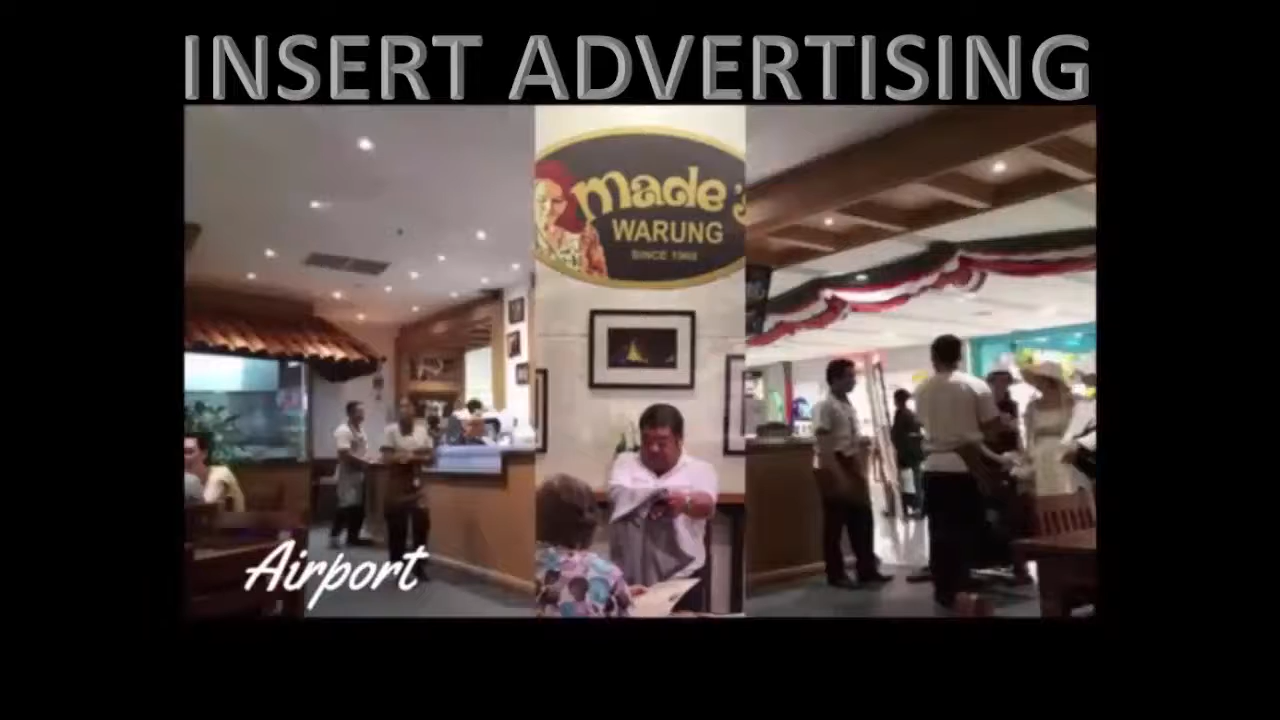 INSERT ADVERTISING
made's
WARUNG
SINCE 1969
Airport